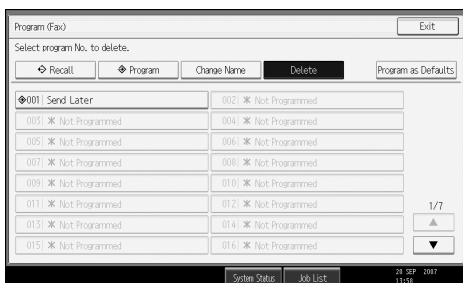 Program (Fax) Exit
Select program No. to delete.
Recall Program Change Name Delete Program as Defaults
001 Send Later 002 * Not Programmed
003 * Not Programmed 004 * Not Programmed
005 * Not Programmed 006 * Not Programmed
007 * Not Programmed 008 * Not Programmed
009 * Not Programmed 010 * Not Programmed
011 * Not Programmed 012 * Not Programmed
1/7
013 * Not Programmed 014 * Not Programmed
015 * Not Programmed 016 * Not Programmed
System Status Job List 20 SEP 2007
13:58